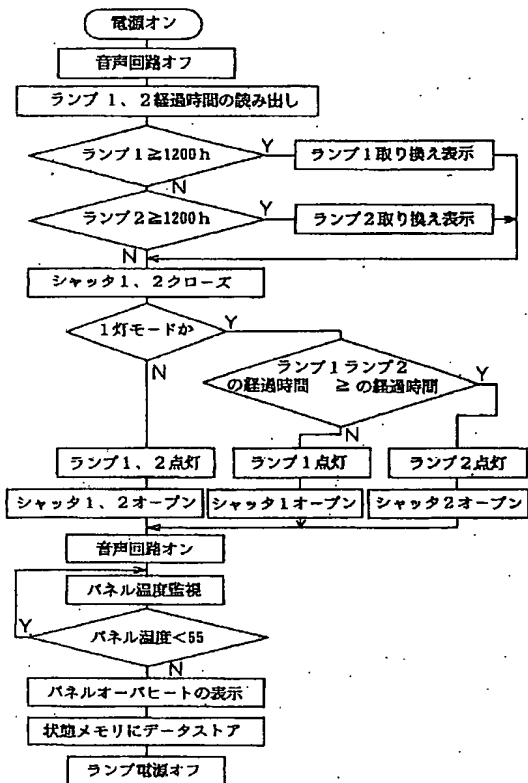 電源オン
音声回路オフ
ランプ1、2経過時間の読み出し
ランプ1≧1200h
Y
ランプ1取り換え表示
N
ランプ2≧1200h
Y
ランプ2取り換え表示
N
シャッタ1、2クローズ
1灯モードか
Y
N
ランプ1ランプ2
の経過時間 ≧の経過時間
Y
N
ランプ1、2点灯
ランプ1点灯
ランプ2点灯
シャッタ1、2オープン
シャッタ1オープン
シャッタ2オープン
音声回路オン
パネル温度監視
Y
パネル温度<65
N
パネルオーバヒートの表示
状態メモリにデータストア
ランプ電源オフ